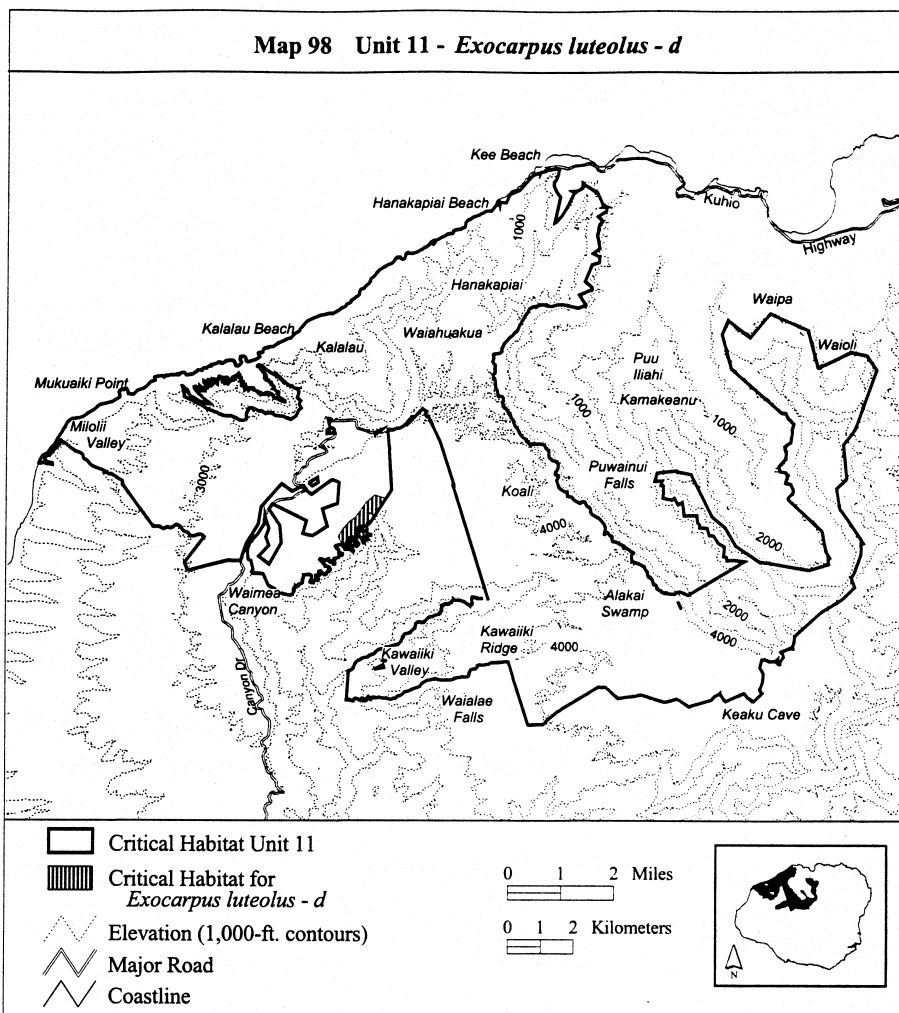 Map 98 Unit 11 - Exocarpus luteolus - d
Kee Beach
Hanakapiai Beach
Kuhio
Highway
1000
Hanakapiai
Waipa
Kalalau Beach
Waiahuakua
Kalalau
Waioli
Puu
Iliahi
Mukuaiki Point
Kamakeanu
1000
1000
Milolii
Valley
3000
Puwainui
Falls
Koali
4000
2000
Waimea
Canyon
Alakai
Swamp
2000
4000
Kawaiiki
Ridge
4000
Kawaiiki
Valley
Canyon Dr
Waialae
Falls
Keaku Cave
Critical Habitat Unit 11
Critical Habitat for
Exocarpus luteolus - d
Elevation (1,000-ft. contours)
Major Road
Coastline
0 1 2 Miles
0 1 2 Kilometers
N